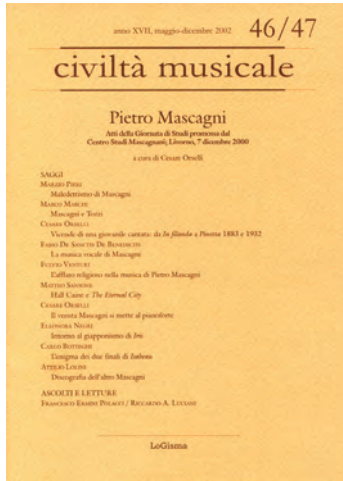 anno XVII, maggio-dicembre 2002 46/47
civiltà musicale
Pietro Mascagni
Atti della Giornata di Studi promossa dal
Centro Studi Mascagnani; Livorno, 7 dicembre 2000
a cura di Cesare Orselli
SAGGI
MARZIO PIERI
Maledettismo di Mascagni
MARCO MARCHI
Mascagni e Tozzi
CESARE ORSELLI
Vicende di una giovanile cantata: da In filanda a Pinotta 1883 e 1932
FABIO DE SANCTIS DE BENEDICTIS
La musica vocale di Mascagni
FULVIO VENTURI
L'afflato religioso nella musica di Pietro Mascagni
MATTEO SANSONE
Hall Caine e The Eternal City
CESARE ORSELLI
Il verista Mascagni si mette al pianoforte
ELEONORA NEGRI
Intorno al giapponismo di Iris
CARLO BOTTEGHI
L'enigma dei due finali di Isabeau
ATTILIO
Discografia dell'altro Mascagni
ASCOLTI E LETTURE
FRANCESCO ERMINI POLACCI / RICCARDO A. LUCIANI
LoGisma